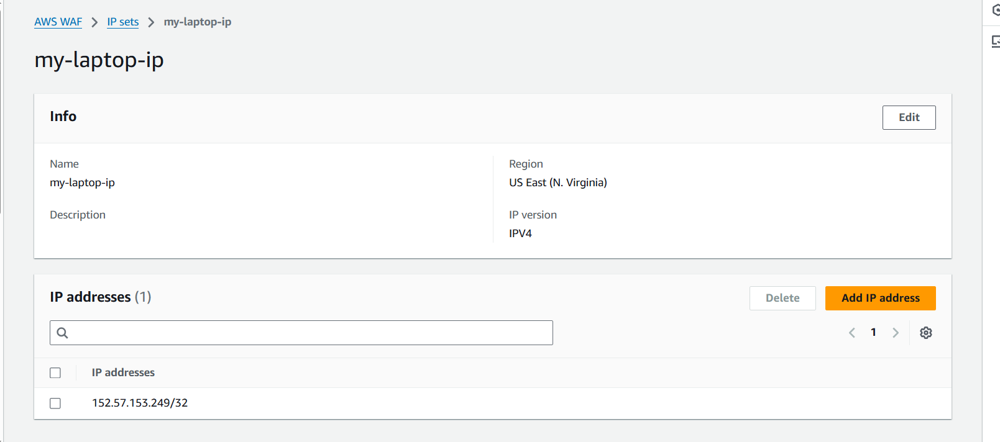 AWS WAF > IP sets > my-laptop-ip
my-laptop-ip
Info
Edit
Name
my-laptop-ip
Region
US East (N. Virginia)
Description
IP version
IPV4
IP addresses (1)
Delete
Add IP address
1
IP addresses
152.57.153.249/32